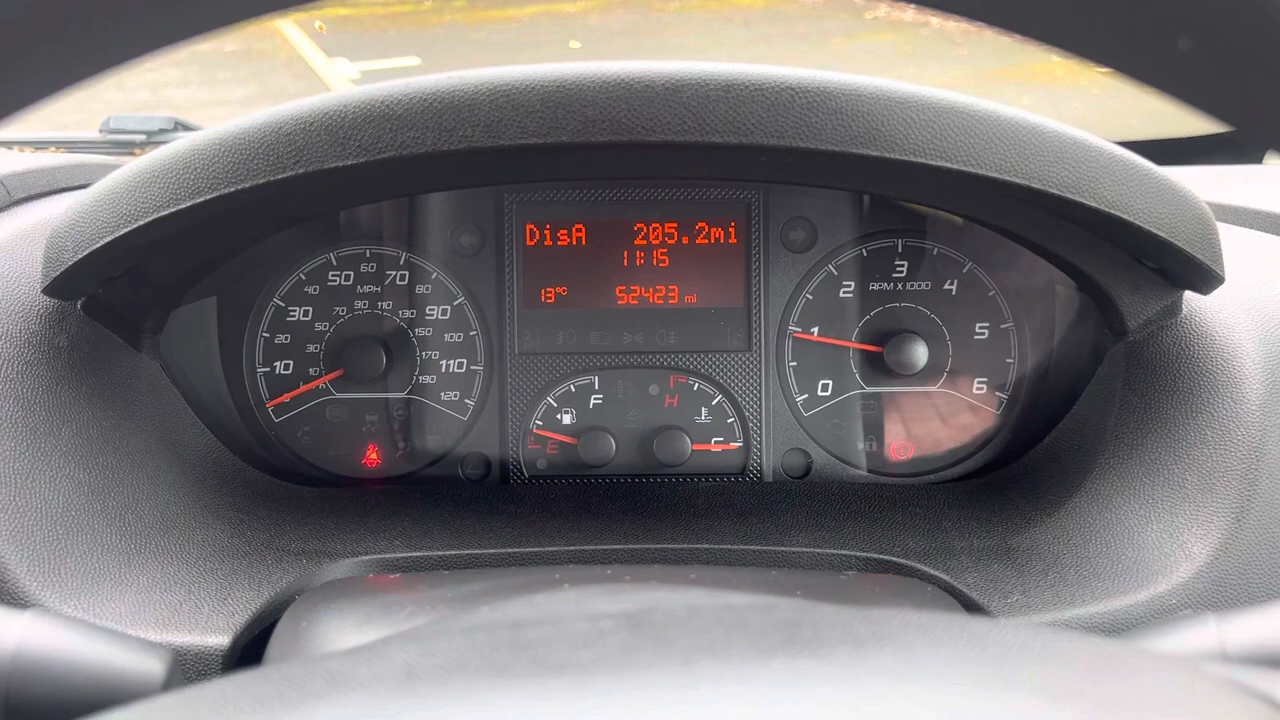 DisA 205.2mi
11:15
13°C 52423 mi
10 20 30 40 50 60 70 80 90 100 110 120
MPH
10 30 50 70 90 110 130 150 170 190
F
E
H
C
0 1 2 3 4 5 6
RPM X 1000